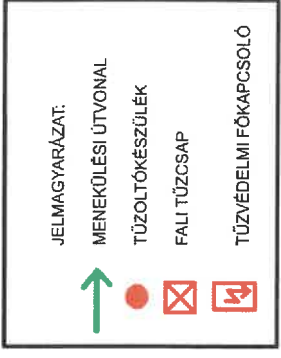 JELMAGYARÁZAT:
MENEKÜLÉSI ÚTVONAL
TŰZOLTÓKÉSZÜLÉK
FALI TŰZCSAP
TŰZVÉDELMI FŐKAPCSOLÓ